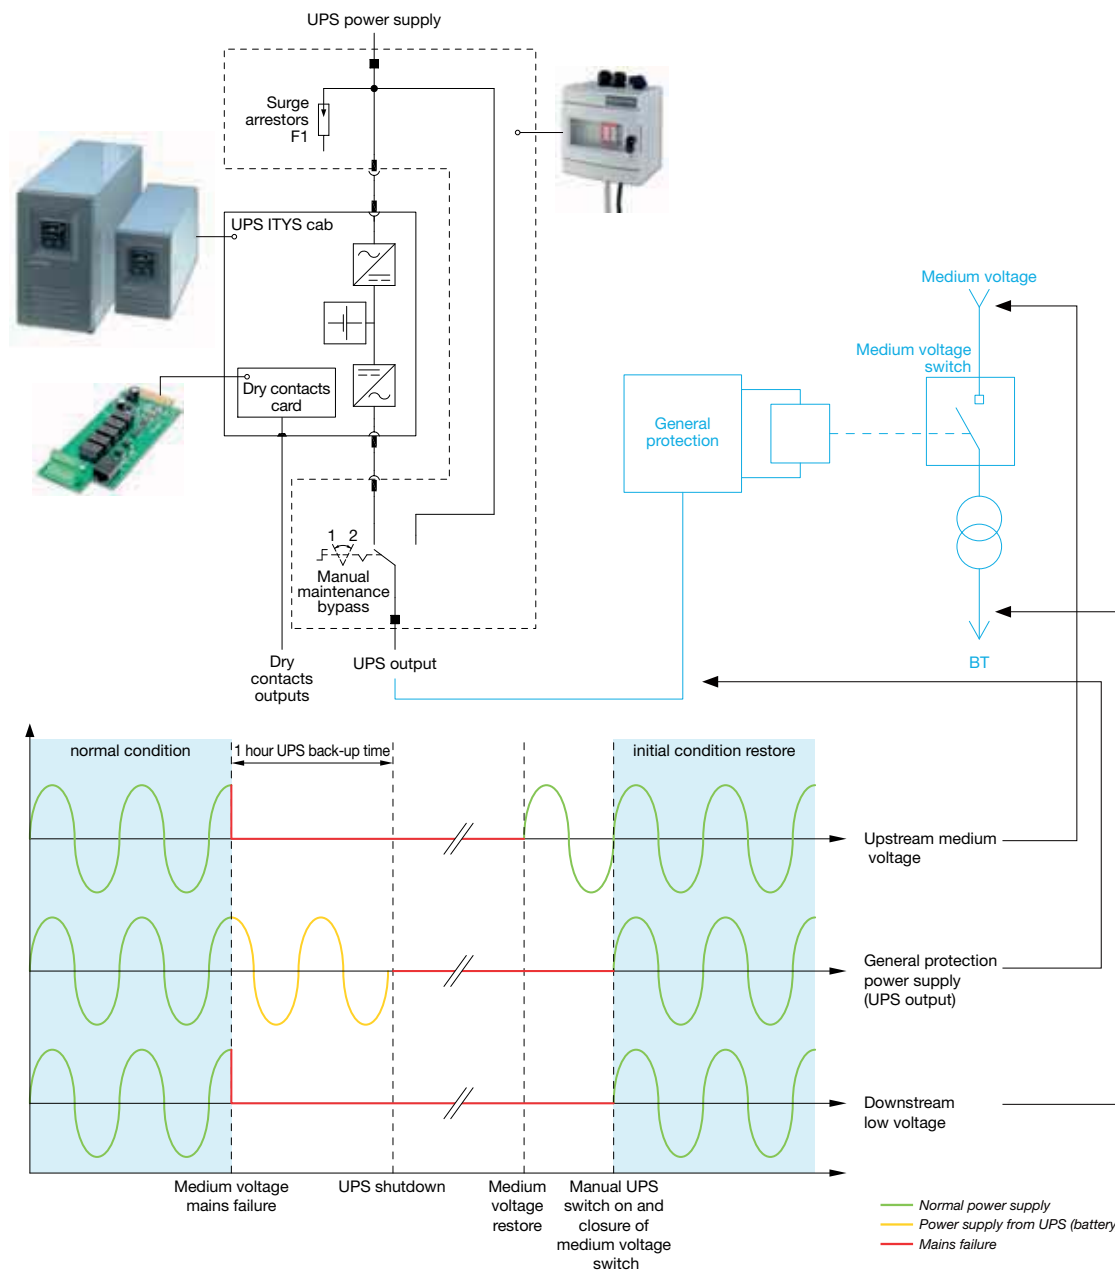 UPS power supply
Surge
arrestors
F1
UPS ITYS cab
Dry contacts
card
1 2
Manual
maintenance
bypass
Dry
contacts
outputs
UPS output
Medium voltage
Medium voltage
switch
General
protection
BT
normal condition
1 hour UPS back-up time
initial condition restore
Upstream medium
voltage
General protection
power supply
(UPS output)
Downstream
low voltage
Medium voltage
mains failure
UPS shutdown
Medium
voltage
restore
Manual UPS
switch on and
closure of
medium voltage
switch
Normal power supply
Power supply from UPS (battery
Mains failure